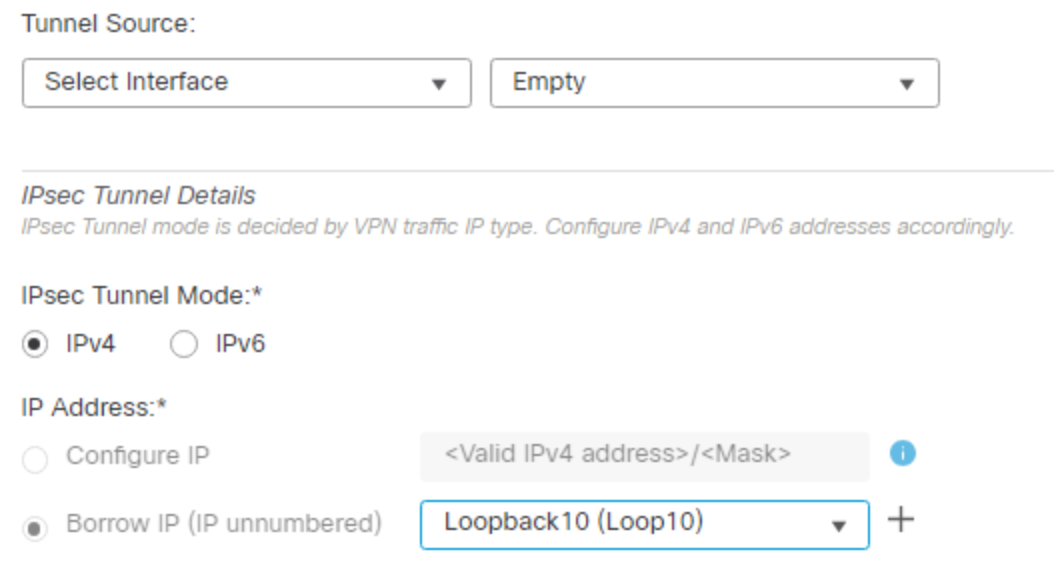 Tunnel Source:
Select Interface
Empty
IPsec Tunnel Details
IPsec Tunnel mode is decided by VPN traffic IP type. Configure IPv4 and IPv6 addresses accordingly.
IPsec Tunnel Mode:*
IPv4 IPv6
IP Address:*
Configure IP <Valid IPv4 address>/<Mask> i
Borrow IP (IP unnumbered) Loopback10 (Loop10) +